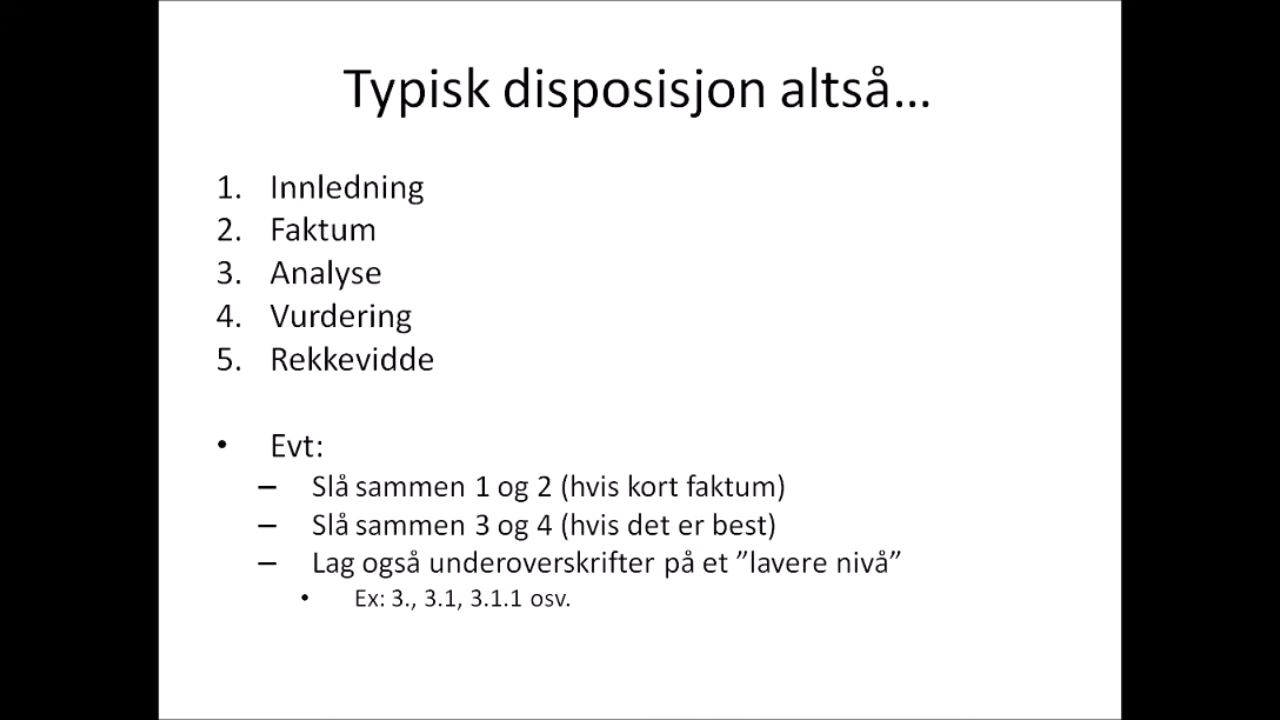 Typisk disposisjon altså...
1. Innledning
2. Faktum
3. Analyse
4. Vurdering
5. Rekkevidde
• Evt:
– Slå sammen 1 og 2 (hvis kort faktum)
– Slå sammen 3 og 4 (hvis det er best)
– Lag også underoverskrifter på et ”lavere nivå”
• Ex: 3., 3.1, 3.1.1 osv.